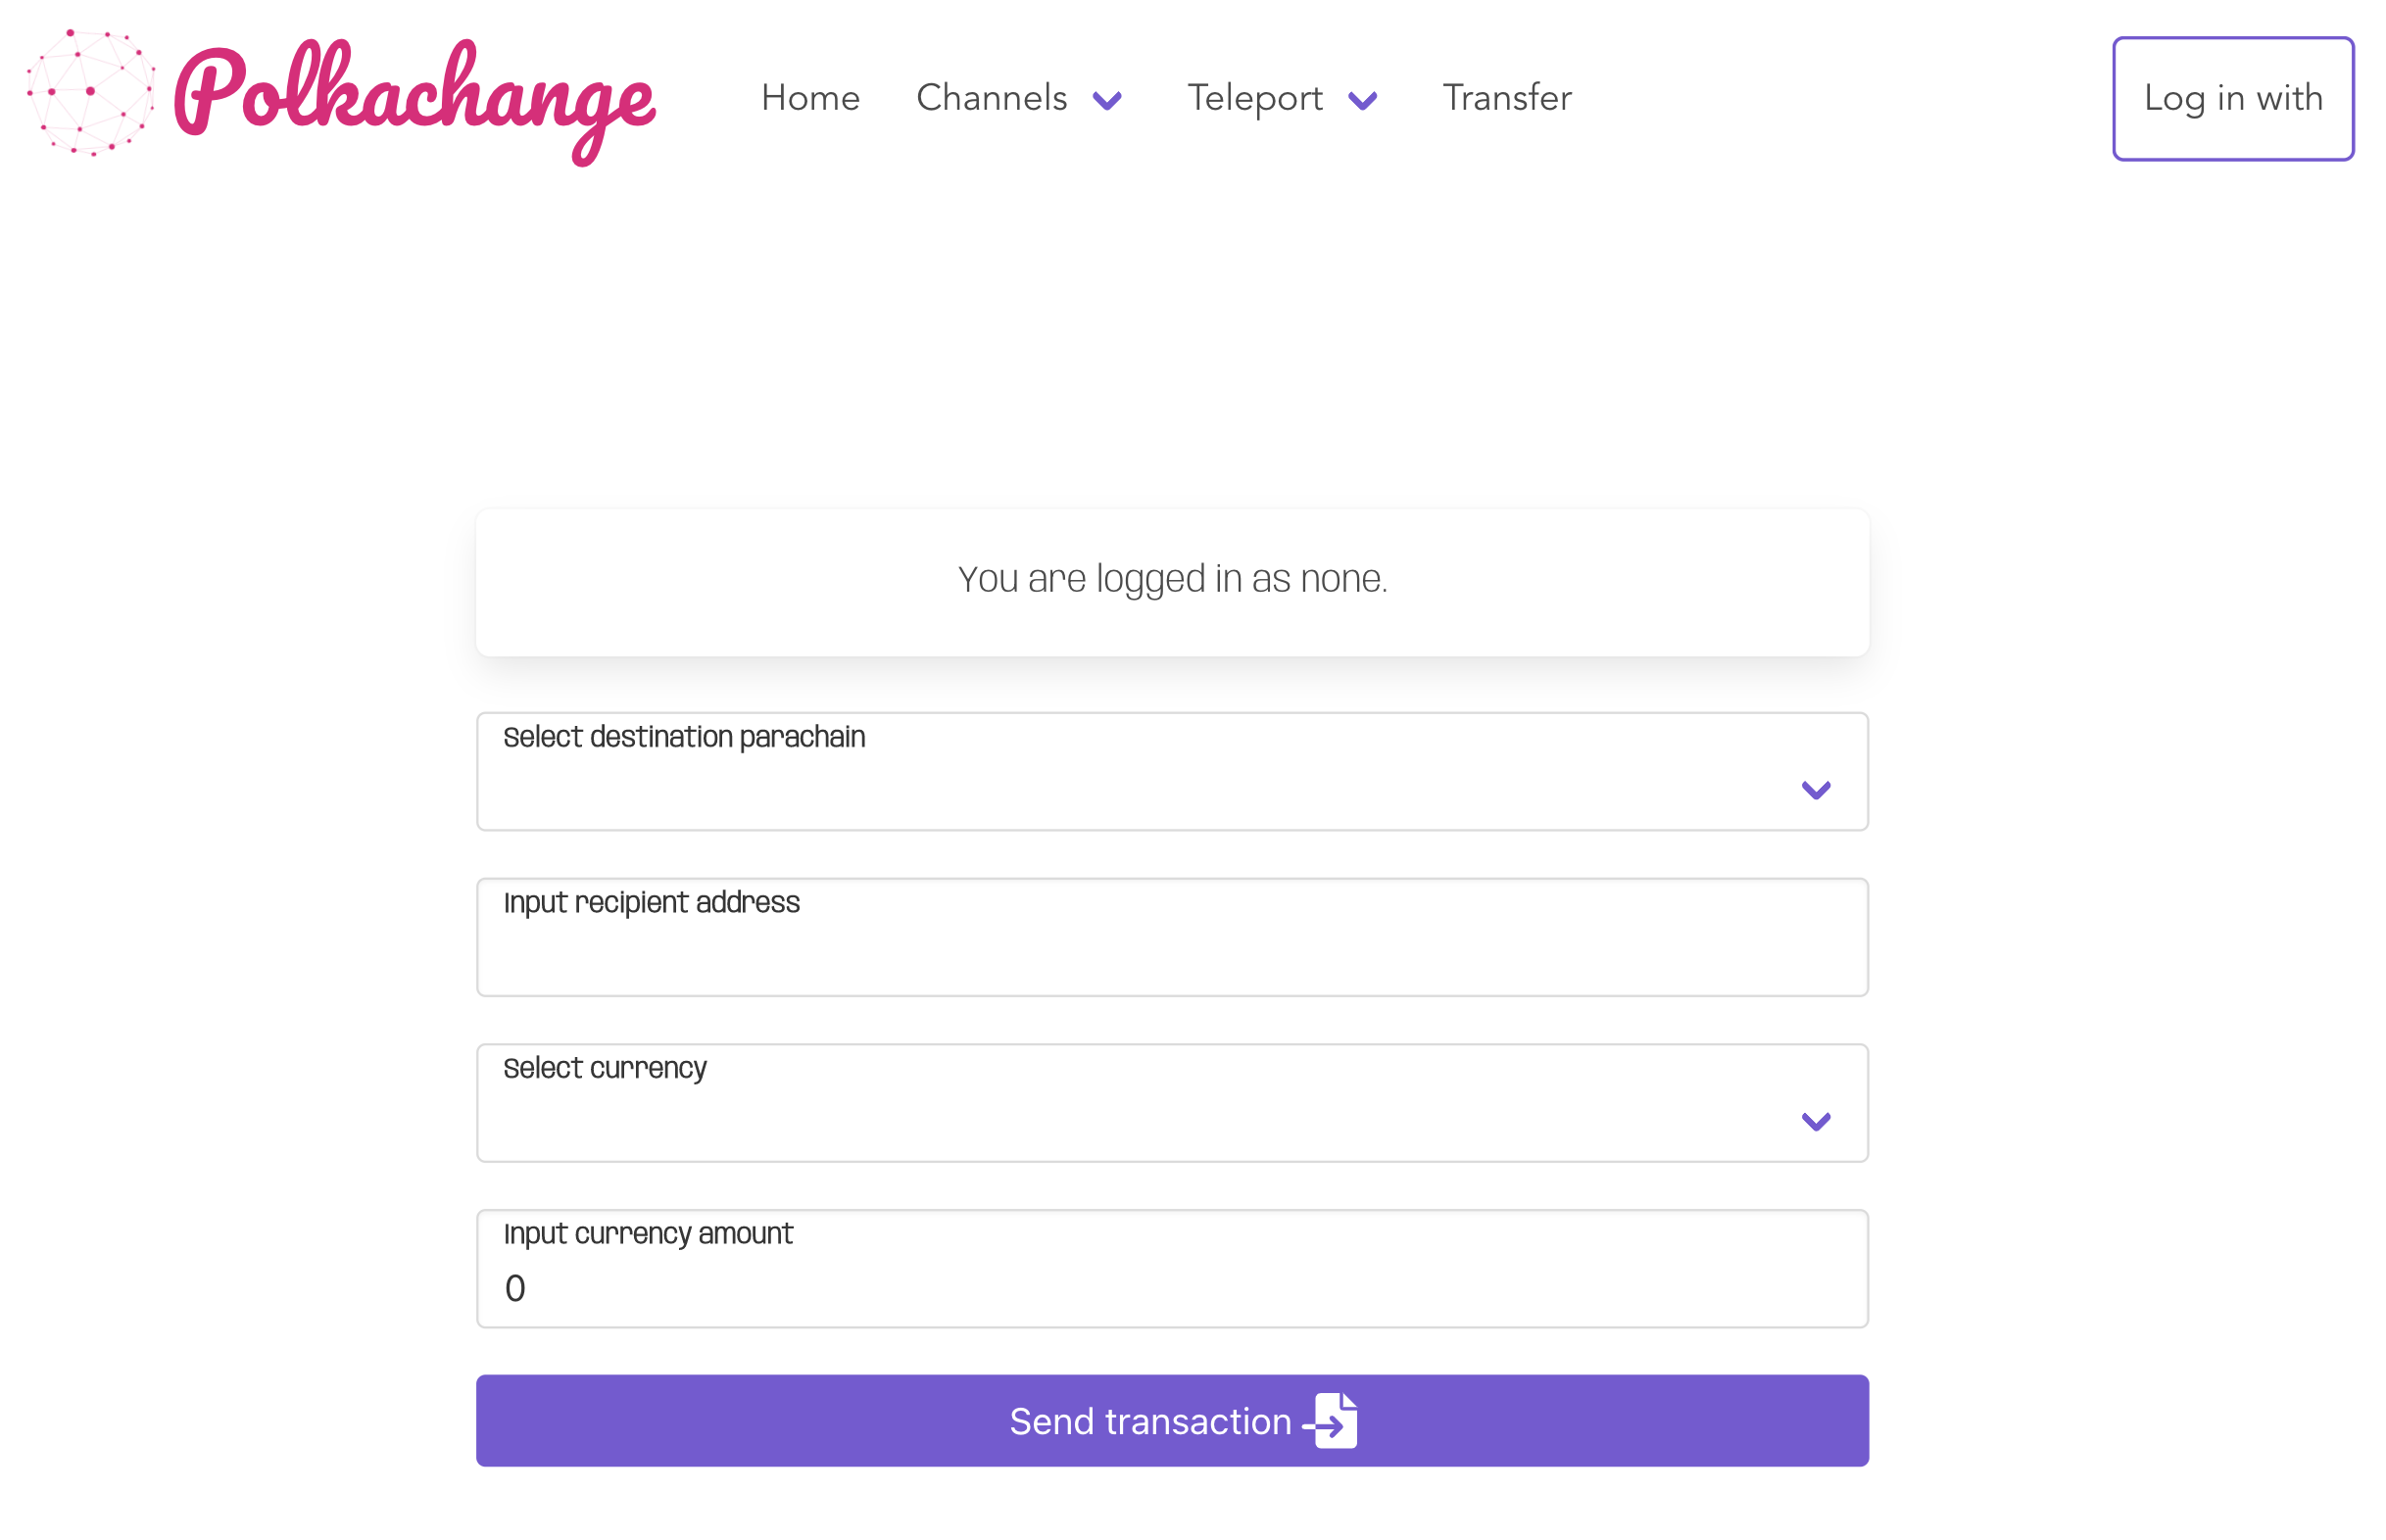 Polkachange
Home Channels Teleport Transfer
Log in with
You are logged in as none.
Select destination parachain
Input recipient address
Select currency
Input currency amount
0
Send transaction